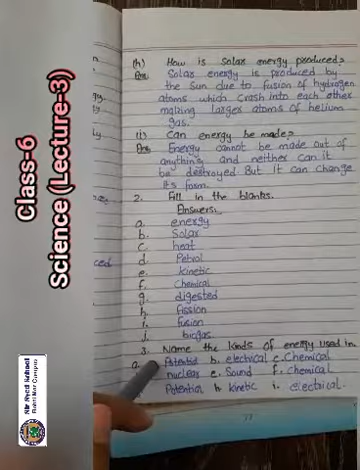 Class-6
Science (Lecture-3)
Sir Syed School
(h) How is solar energy produced?
Ans Solar energy is produced by
the Sun due to fusion of hydrogen
atoms which crash into each other
making larger atoms of helium
gas.
(i) Can energy be made?
Ans Energy cannot be made out of
anything and neither can it
be destroyed But it can change
its form.
2. Fill in the blanks.
Answers:
a. energy
b. Solar
c. heat
d. Petrol
e. Kinetic
f. Chemical
g. digested
h. fission
i. fusion
j. biogas
3. Name the kinds of energy used in
a. Potential b. electrical c. Chemical
nuclear e. Sound f. chemical
Potential h kinetic i. electrical.